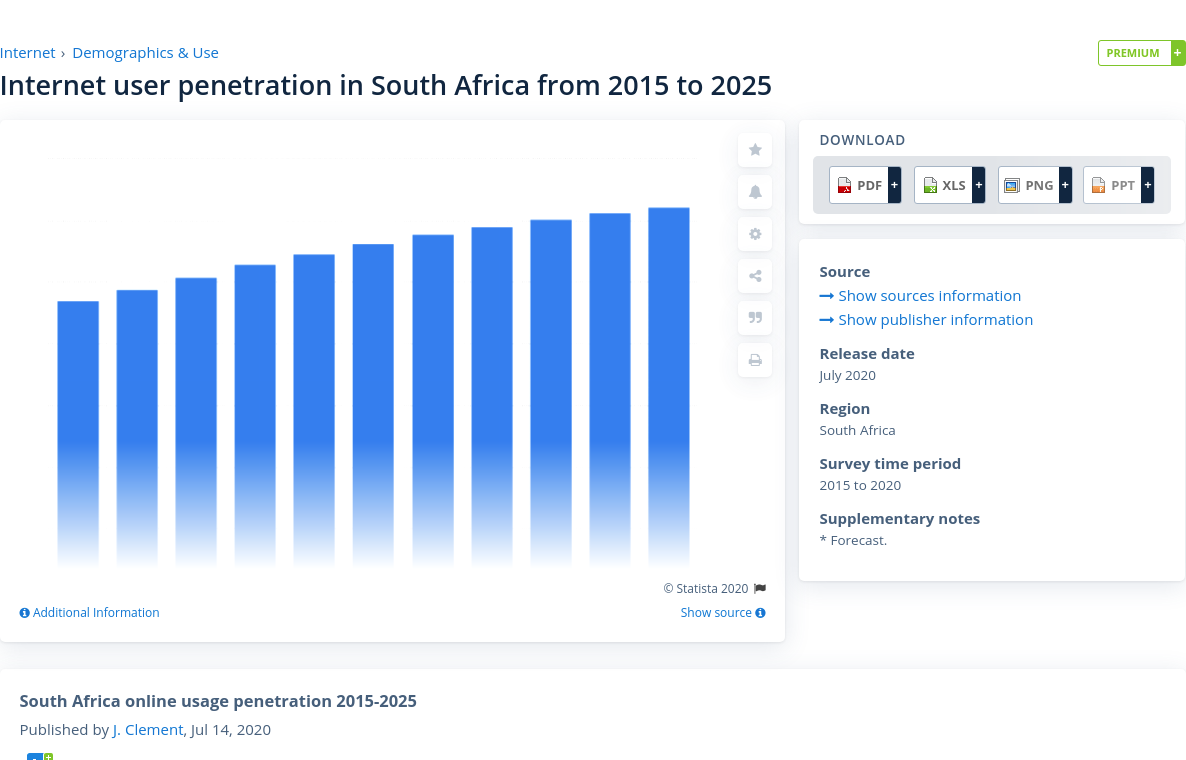 Internet › Demographics & Use
PREMIUM +
Internet user penetration in South Africa from 2015 to 2025
DOWNLOAD
PDF + XLS + PNG + PPT +
Source
Show sources information
Show publisher information
Release date
July 2020
Region
South Africa
Survey time period
2015 to 2020
Supplementary notes
* Forecast.
© Statista 2020
Additional Information
Show source
South Africa online usage penetration 2015-2025
Published by J. Clement, Jul 14, 2020